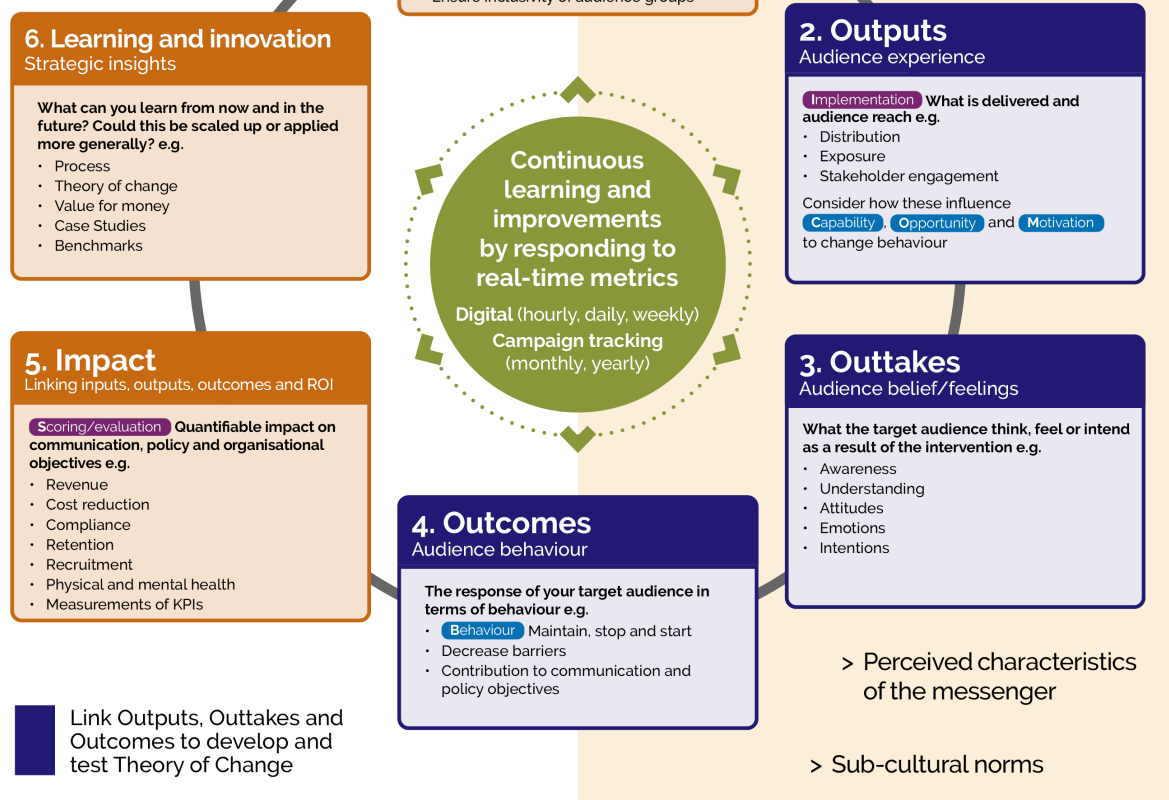 Ensure inclusivity of audience groups
6. Learning and innovation
Strategic insights
What can you learn from now and in the
future? Could this be scaled up or applied
more generally? e.g.
• Process
• Theory of change
• Value for money
• Case Studies
• Benchmarks
2. Outputs
Audience experience
Implementation What is delivered and
audience reach e.g.
• Distribution
• Exposure
• Stakeholder engagement
Consider how these influence
Capability, Opportunity and Motivation
to change behaviour
Continuous
learning and
improvements
by responding to
real-time metrics
Digital (hourly, daily, weekly)
Campaign tracking
(monthly, yearly)
5. Impact
Linking inputs, outputs, outcomes and ROI
Scoring/evaluation Quantifiable impact on
communication, policy and organisational
objectives e.g.
• Revenue
• Cost reduction
• Compliance
• Retention
• Recruitment
• Physical and mental health
• Measurements of KPIs
3. Outtakes
Audience belief/feelings
What the target audience think, feel or intend
as a result of the intervention e.g.
• Awareness
• Understanding
• Attitudes
• Emotions
• Intentions
4. Outcomes
Audience behaviour
The response of your target audience in
terms of behaviour e.g.
• Behaviour Maintain, stop and start
• Decrease barriers
• Contribution to communication and
policy objectives
Link Outputs, Outtakes and
Outcomes to develop and
test Theory of Change
> Perceived characteristics
of the messenger
> Sub-cultural norms